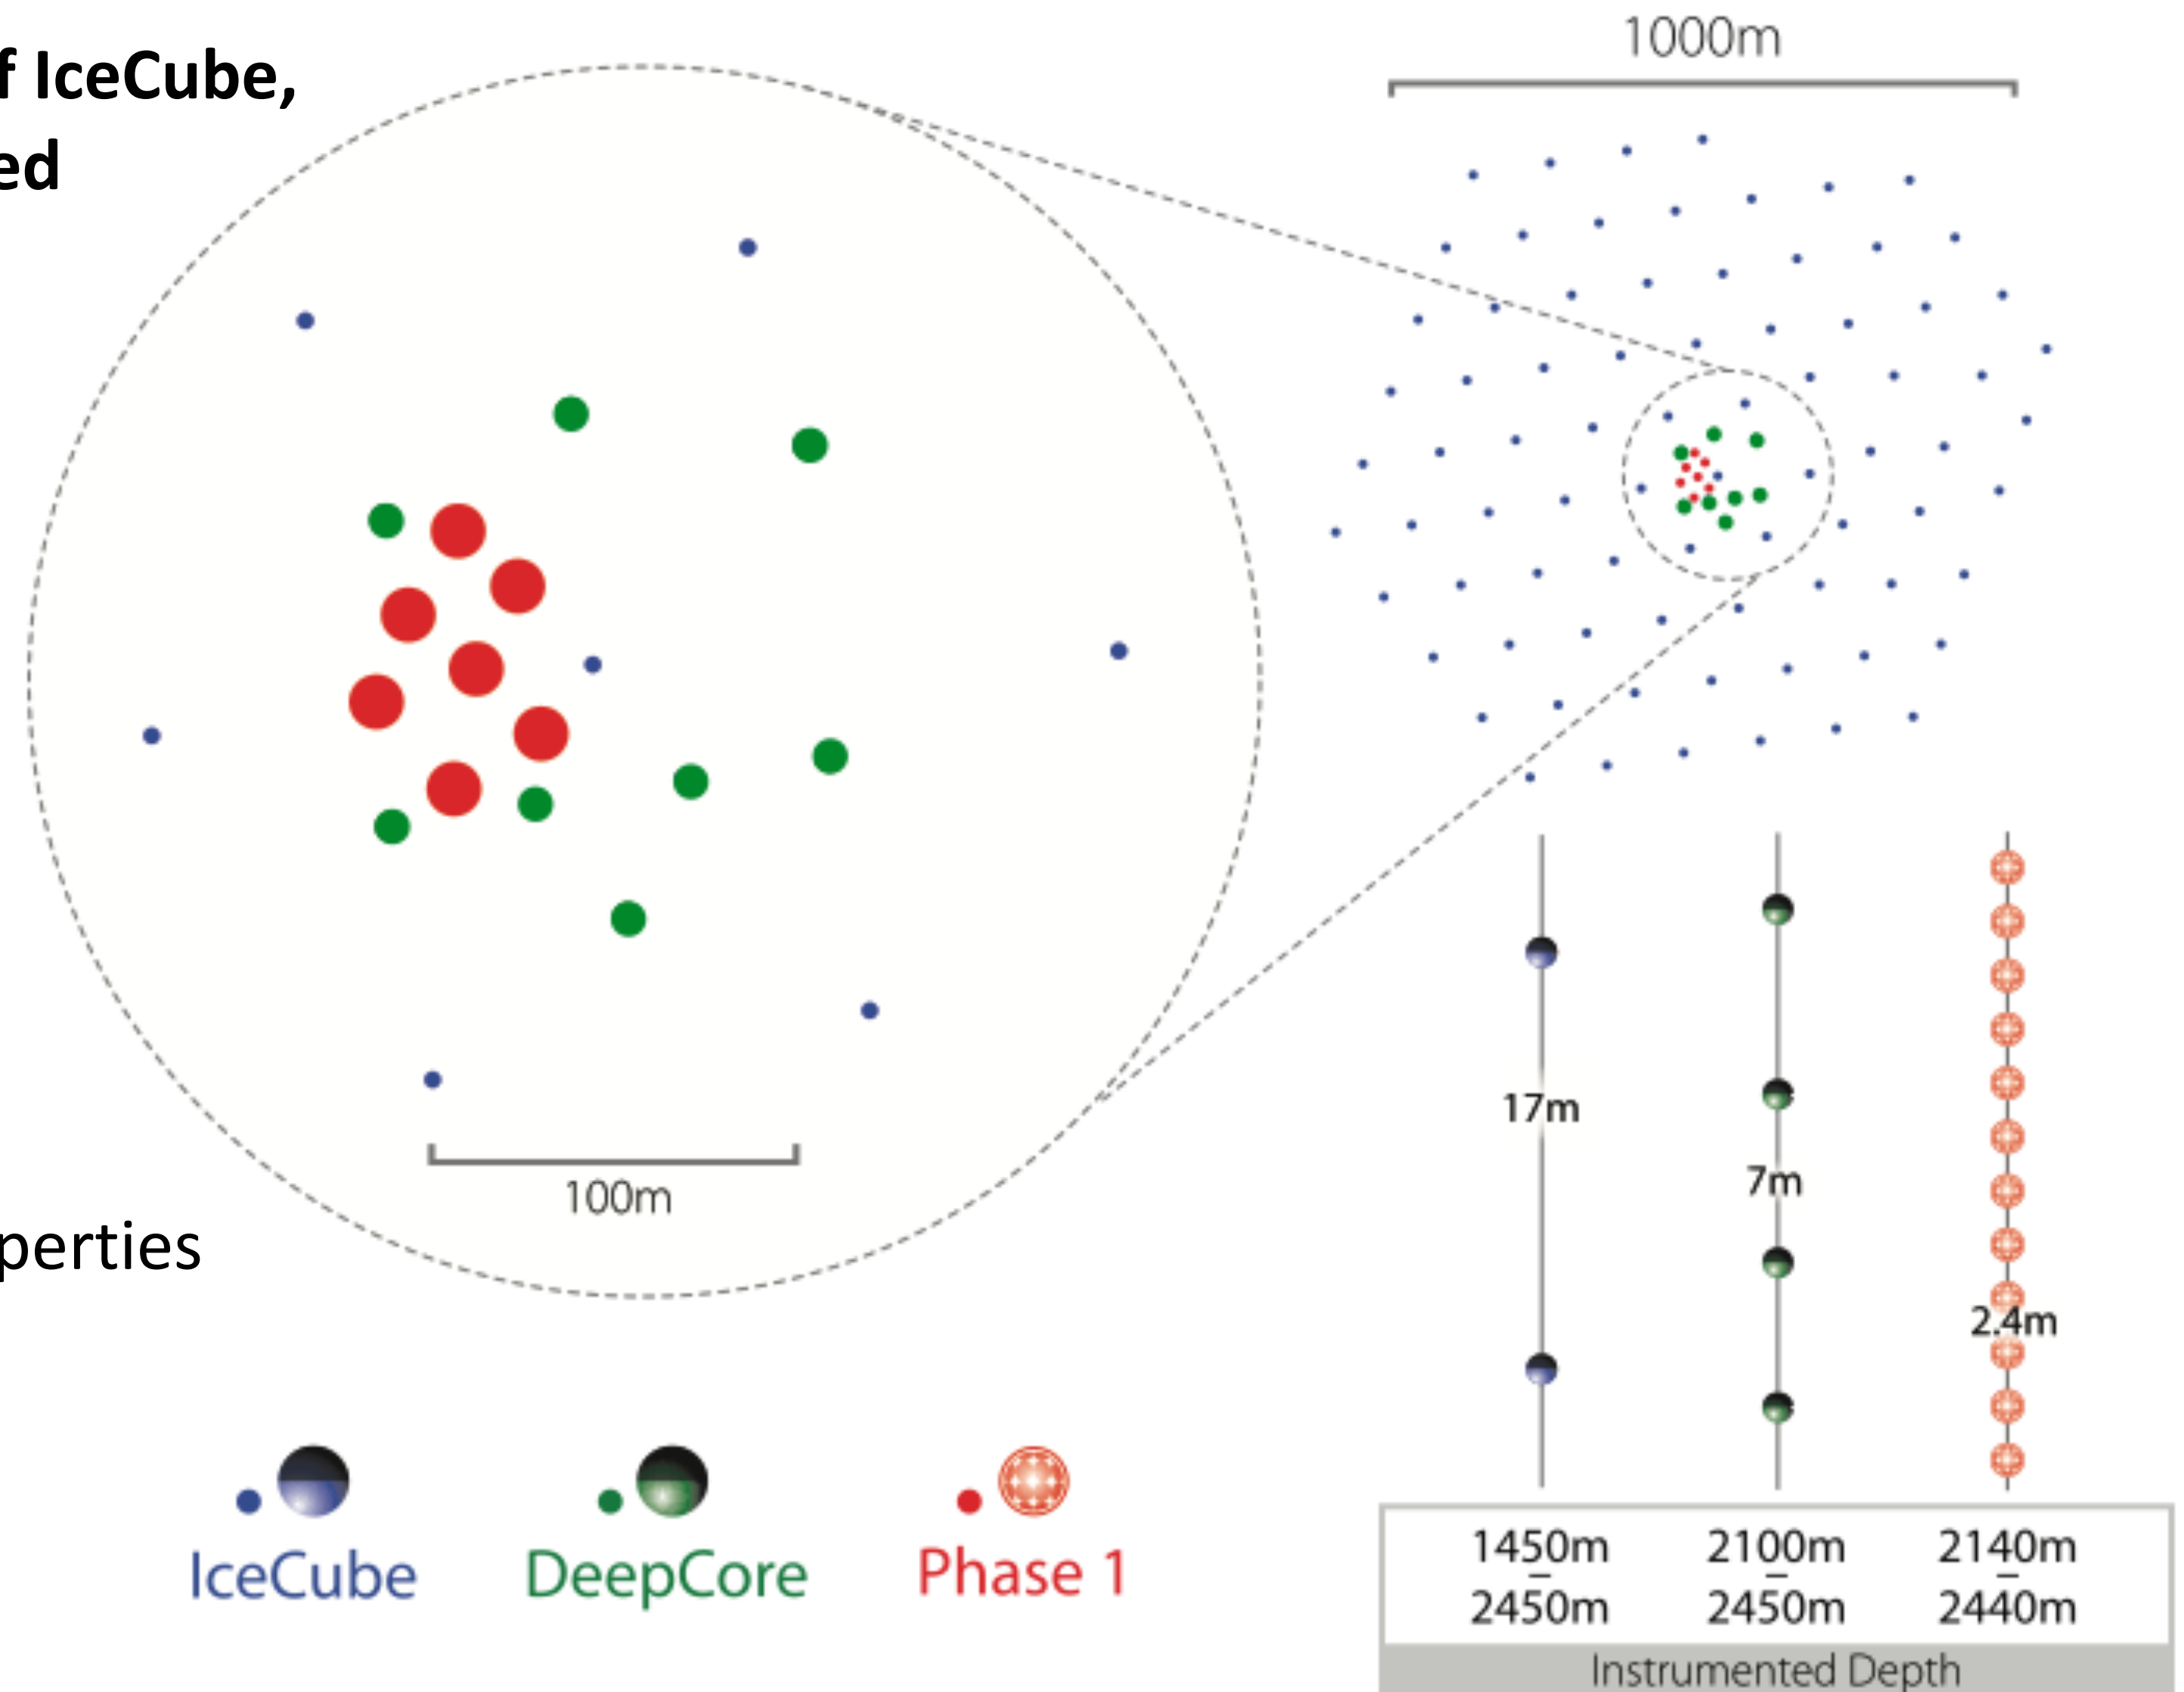 f IceCube,
ed
1000m
100m
perties
17m
7m
2.4m
IceCube
DeepCore
Phase 1
1450m
–
2450m
2100m
–
2450m
2140m
–
2440m
Instrumented Depth